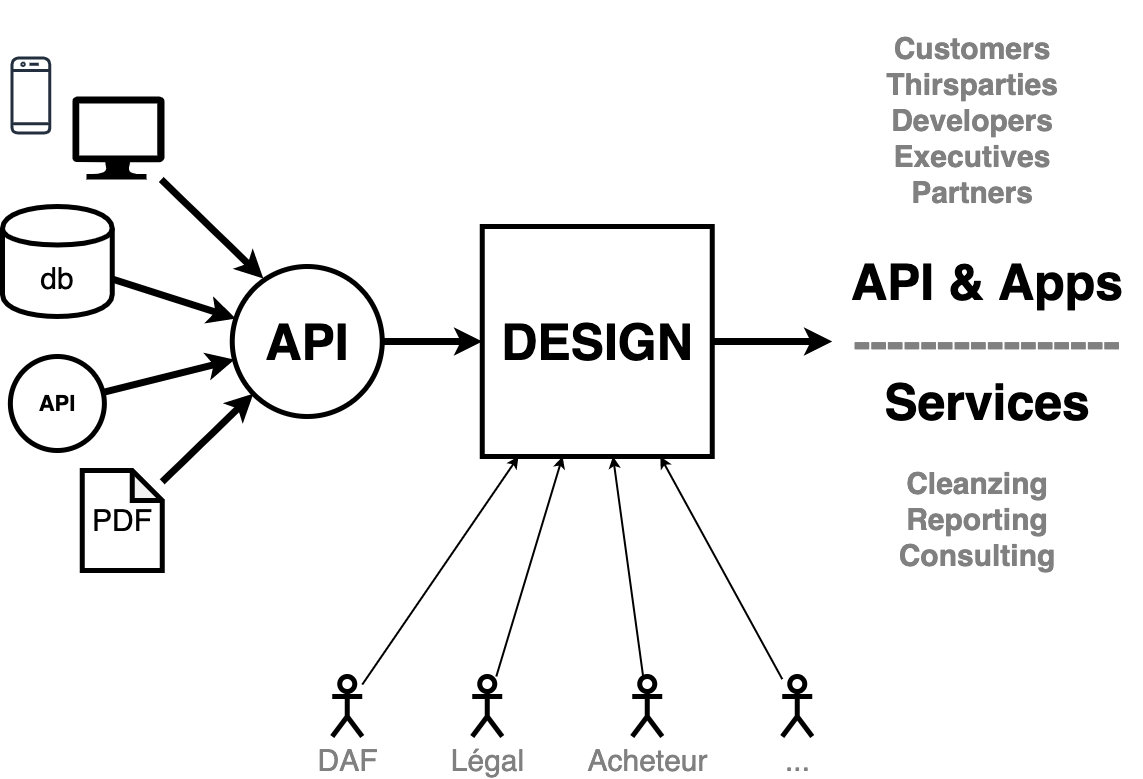 Customers
Thirsparties
Developers
Executives
Partners
db
API
PDF
API
DESIGN
API & Apps
----------------
Services
Cleanzing
Reporting
Consulting
DAF
Légal
Acheteur
...